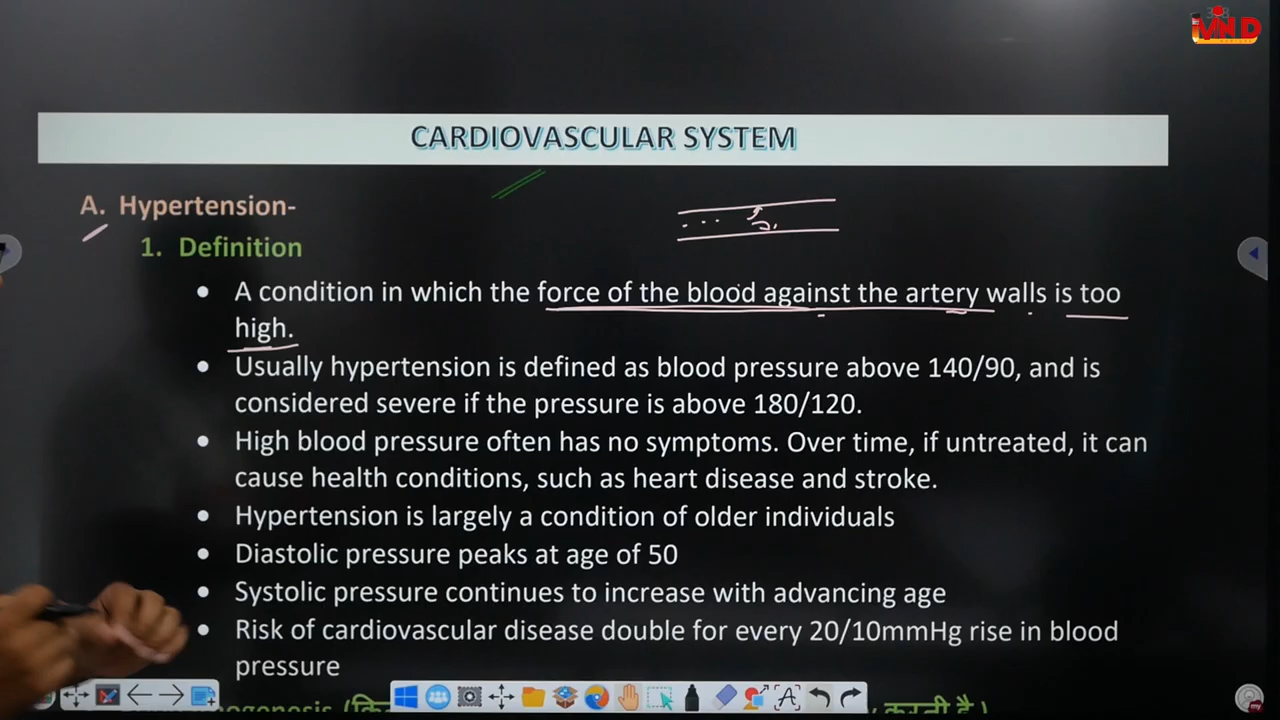 MND
CARDIOVASCULAR SYSTEM
A. Hypertension-
1. Definition
• A condition in which the force of the blood against the artery walls is too
high.
• Usually hypertension is defined as blood pressure above 140/90, and is
considered severe if the pressure is above 180/120.
• High blood pressure often has no symptoms. Over time, if untreated, it can
cause health conditions, such as heart disease and stroke.
• Hypertension is largely a condition of older individuals
• Diastolic pressure peaks at age of 50
• Systolic pressure continues to increase with advancing age
• Risk of cardiovascular disease double for every 20/10mmHg rise in blood
pressure